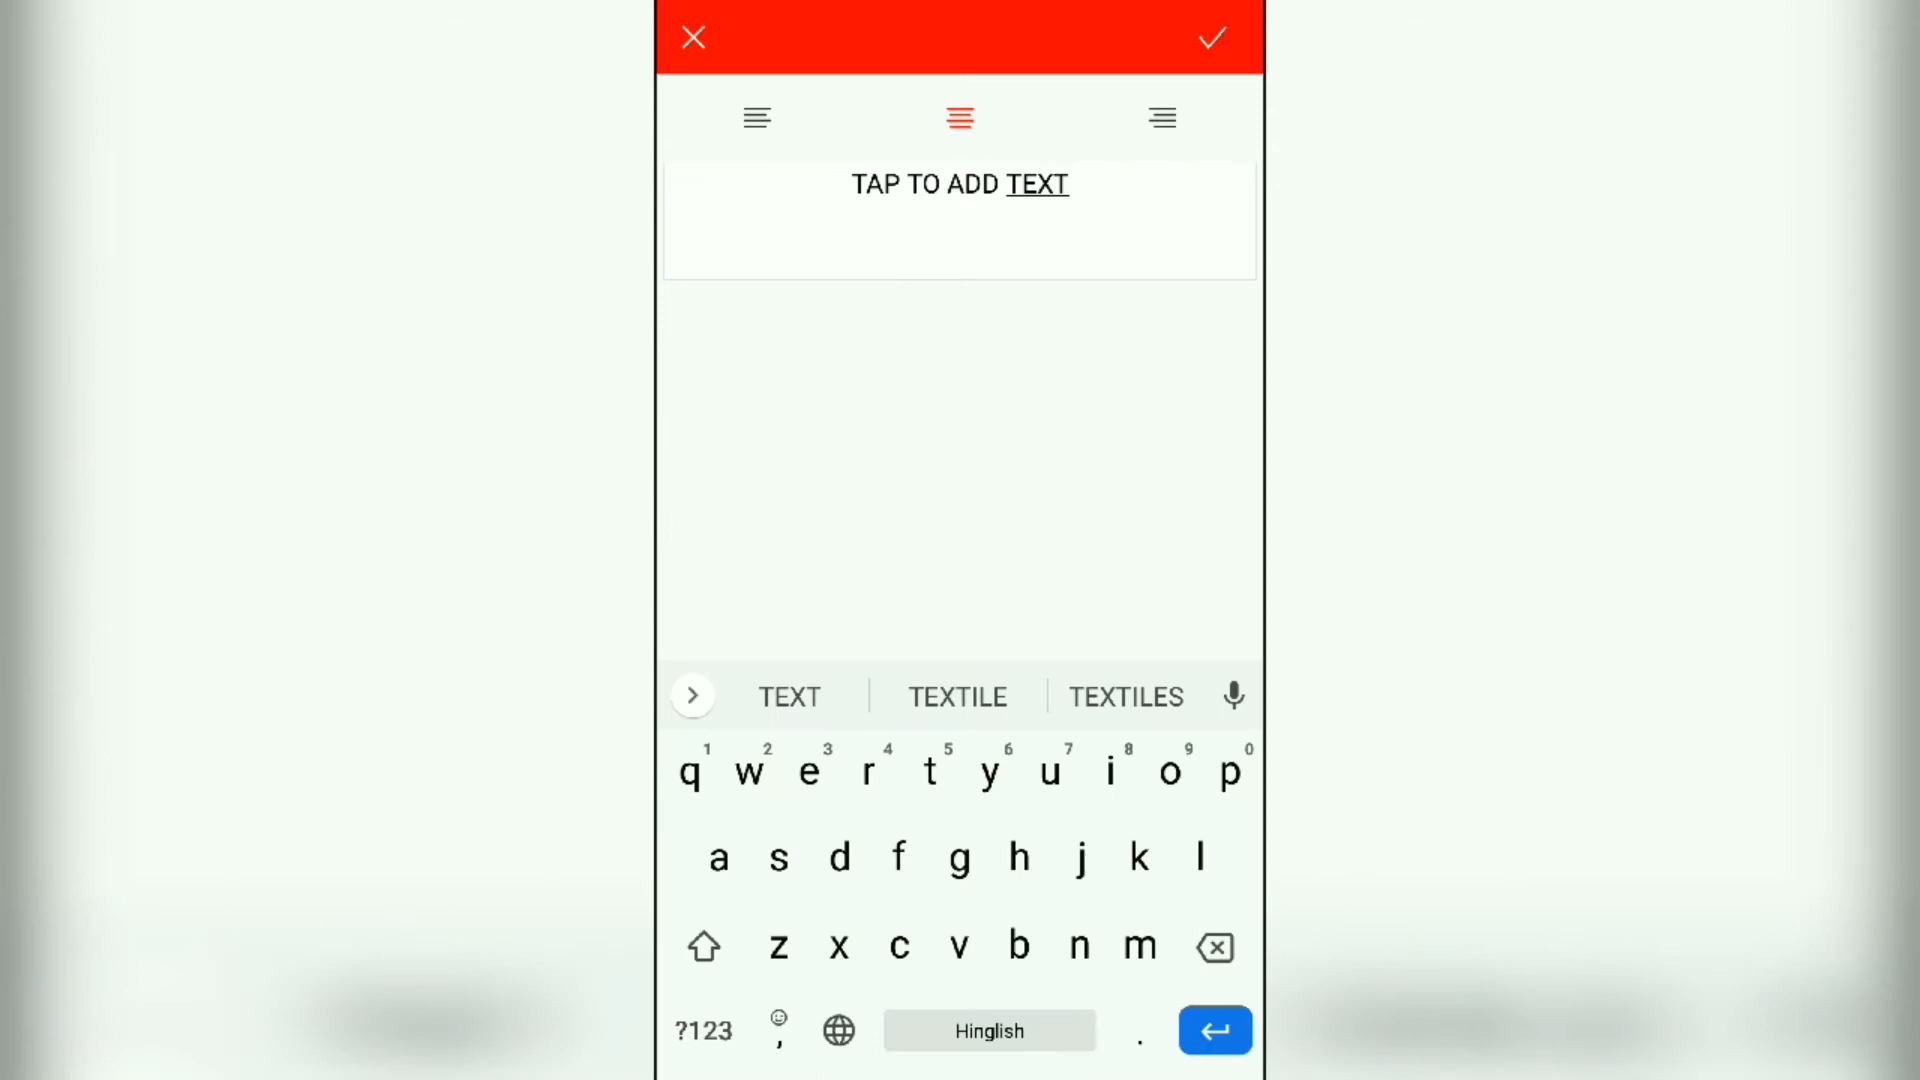 TAP TO ADD TEXT
TEXT TEXTILE TEXTILES
1 2 3 4 5 6 7 8 9 0
q w e r t y u i o p
a s d f g h j k l
z x c v b n m
?123 , Hinglish .